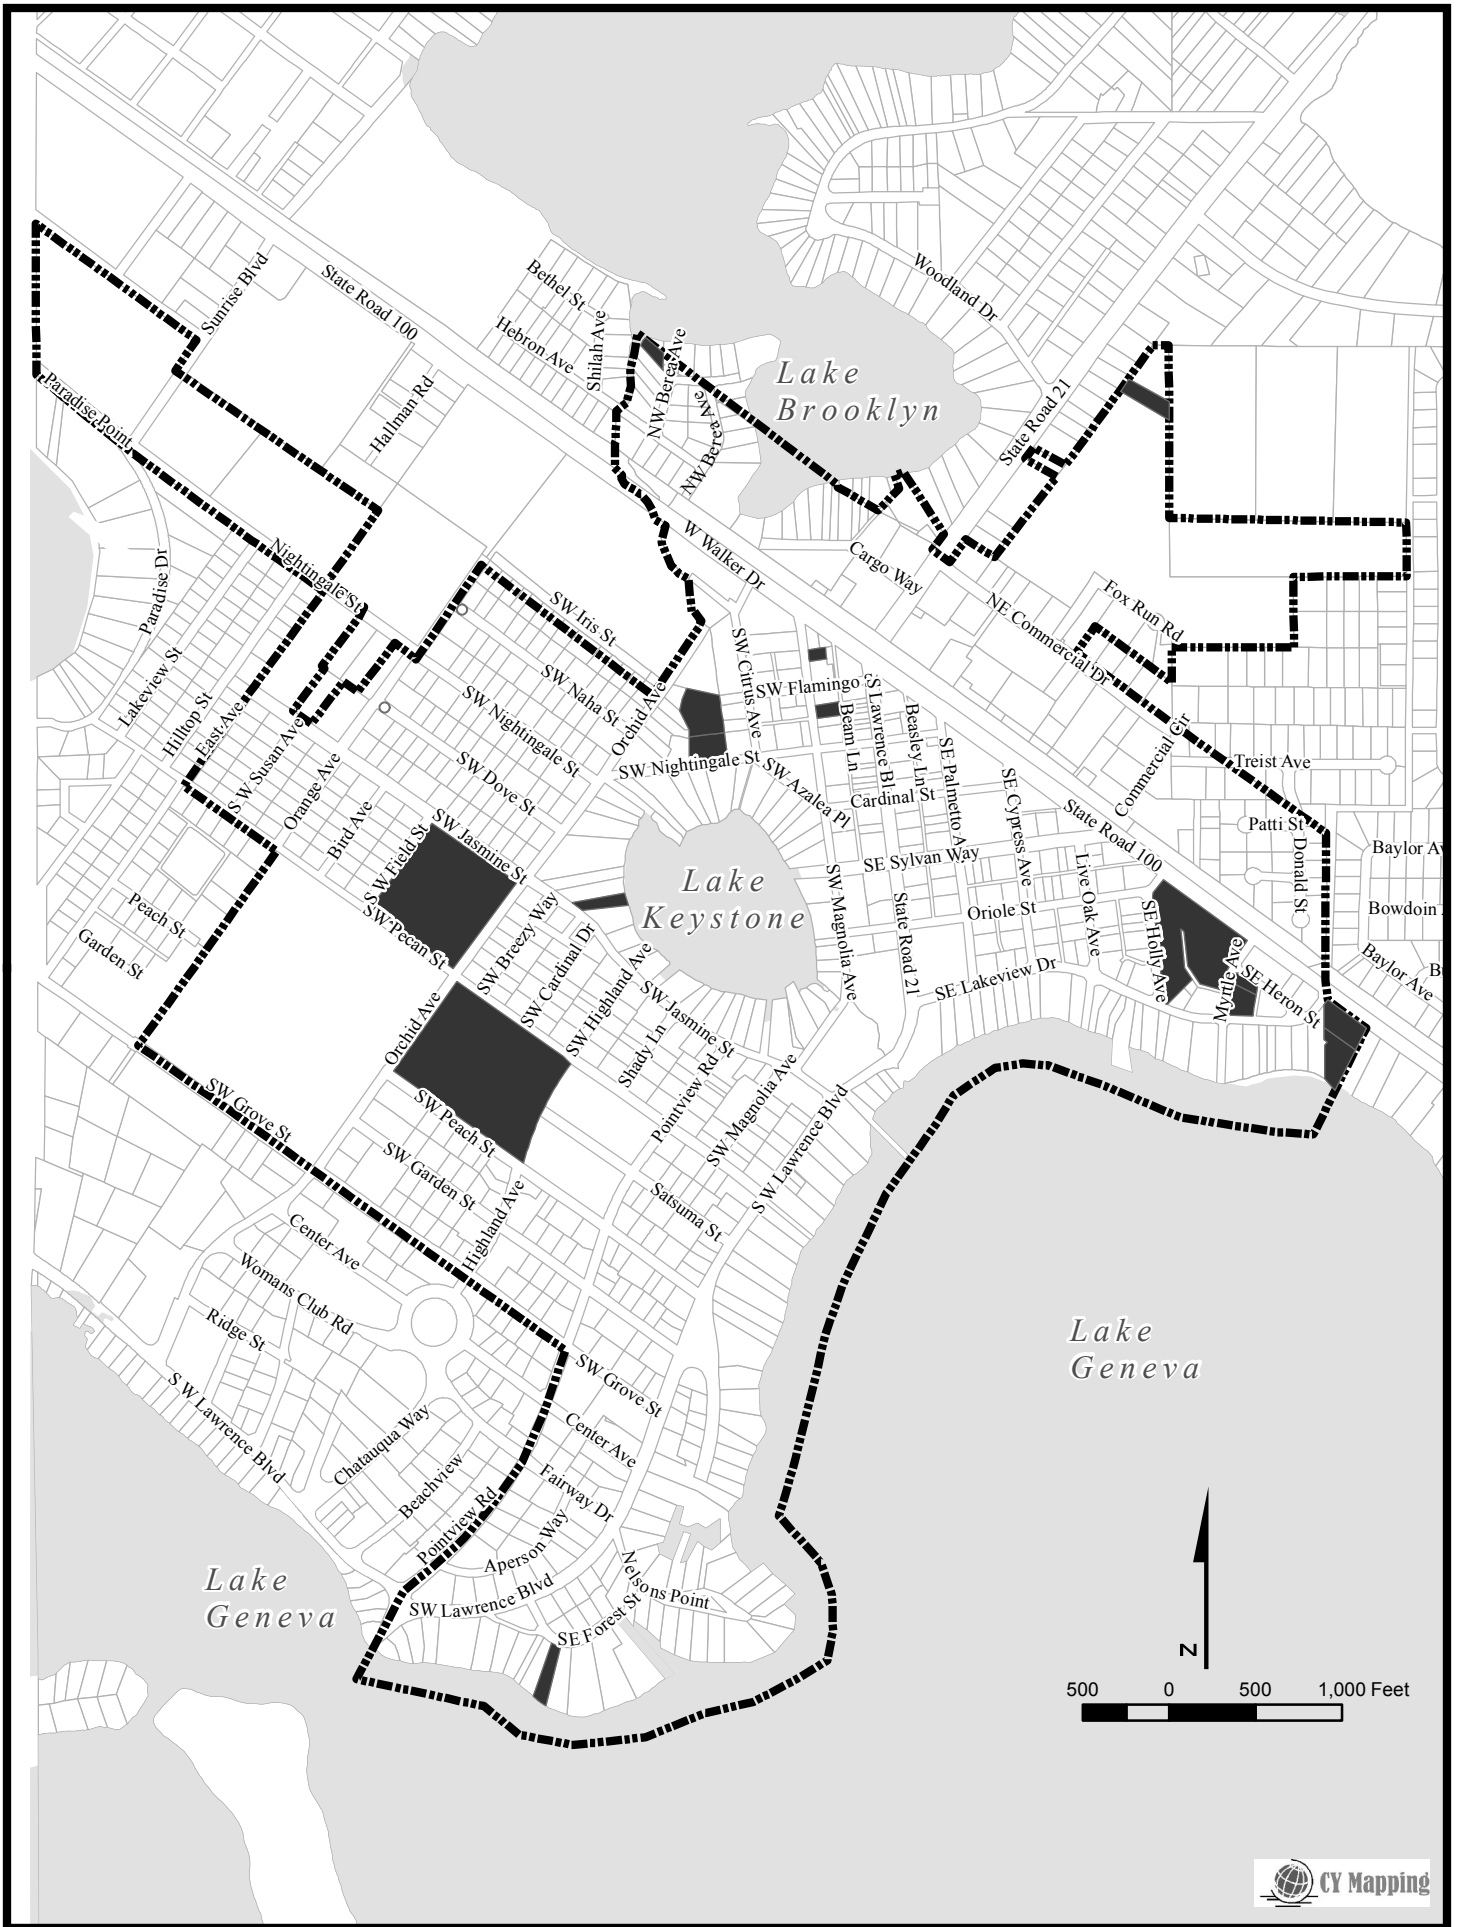 Woodland Dr
Sunrise Blvd
State Road 100
Bethel St
Hebron Ave
Shilah Ave
NW Berea Ave
NW Berea Ave
Lake
Brooklyn
State Road 21
Paradise Point
Hallman Rd
W Walker Dr
Cargo Way
NE Commercial Dr
Fox Run Rd
Nightingale St
Paradise Dr
SW Iris St
SW Naha St
SW Nightingale St
Orchid Ave
SW Citrus Ave
SW Flamingo S
S Lawrence Bl
Beam Ln
Beasley Ln
SE Palmetto A
Lakeview St
Hilltop St
East Ave
S W Susan Ave
Orange Ave
Bird Ave
SW Dove St
SW Nightingale St
SW Azalea Pl
Cardinal St
SE Cypress Ave
State Road 100
Commercial Cir
Treist Ave
Patti St
Donald St
Baylor Av
Bowdoin
Baylor Ave
B
SW Jasmine St
S W Field St
SW Pecan St
Lake
Keystone
SE Sylvan Way
SW Magnolia Ave
State Road 21
Oriole St
Live Oak Ave
SE Holly Ave
Myrtle Ave
SE Heron St
SE Lakeview Dr
Peach St
Garden St
SW Breezy Way
SW Cardinal Dr
SW Highland Ave
SW Jasmine St
Shady Ln
Orchid Ave
Pointview Rd
SW Magnolia Ave
S W Lawrence Blvd
SW Grove St
SW Peach St
SW Garden St
Highland Ave
Satsuma St
Center Ave
Womans Club Rd
Ridge St
S W Lawrence Blvd
Lake
Geneva
SW Grove St
Center Ave
Chatauqua Way
Beachview
Pointview Rd
Fairway Dr
Aperson Way
SW Lawrence Blvd
Nelsons Point
SE Forest St
Lake
Geneva
N
500 0 500 1,000 Feet
CY Mapping